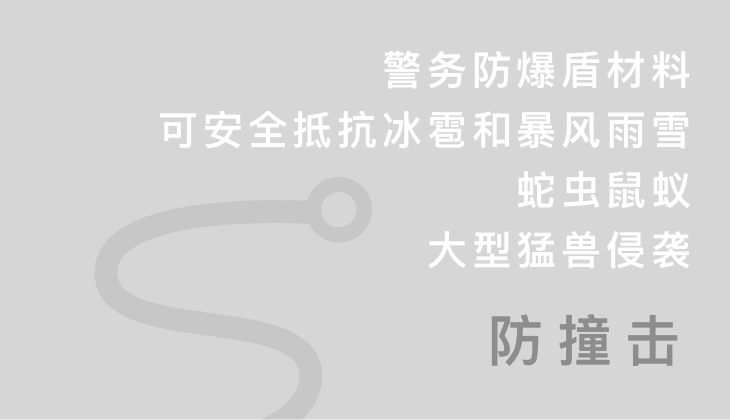 警务防爆盾材料
可安全抵抗冰雹和暴风雨雪
蛇虫鼠蚁
大型猛兽侵袭
防撞击